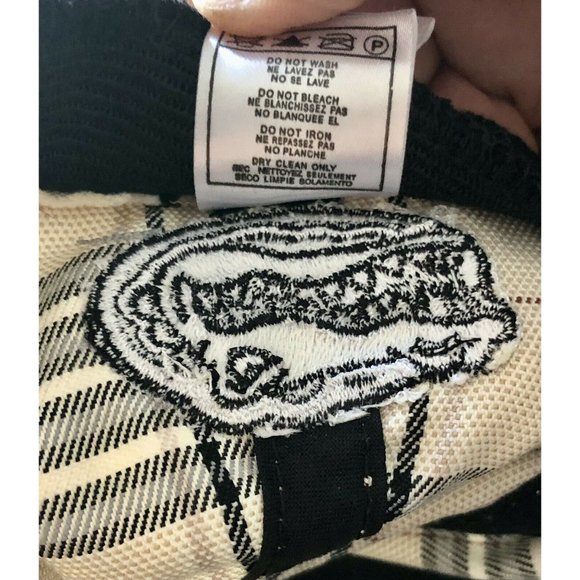 P
DO NOT WASH
NE LAVEZ PAS
NO SE LAVE
DO NOT BLEACH
NE BLANCHISSEZ PAS
NO BLANQUEE EL
DO NOT IRON
NE REPASSEZ PAS
NO PLANCHE
DRY CLEAN ONLY
SEC NETTOYEZ SEULEMENT
SECO LIMPIE SOLAMENTO